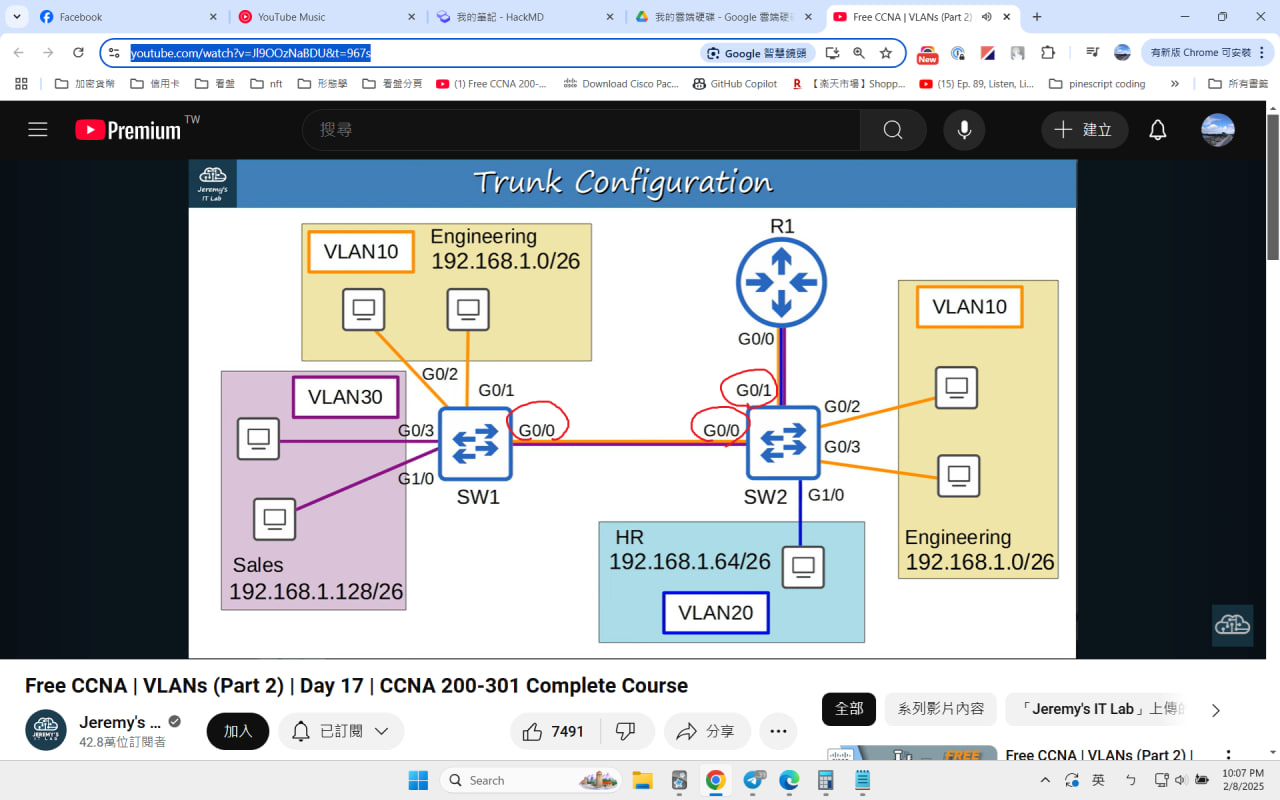 Facebook
YouTube Music
我的筆記 - HackMD
我的雲端硬碟 - Google 雲端硬碟
Free CCNA | VLANs (Part 2)
youtube.com/watch?v=Jl9OOzNaBDU&t=967s
Google 智慧鏡頭
New
有新版 Chrome 可安裝
加密貨幣
信用卡
看盤
nft
形態學
看盤分頁
(1) Free CCNA 200-...
Download Cisco Pac...
GitHub Copilot
【楽天市場】Shopp...
(15) Ep. 89, Listen, Li...
pinescript coding
所有書籤
Premium TW
搜尋
建立
Jeremy's
IT Lab
Trunk Configuration
VLAN10
Engineering
192.168.1.0/26
R1
G0/0
VLAN10
G0/2
G0/1
VLAN30
G0/1
G0/2
G0/3
G0/0
G0/0
G0/3
G1/0
SW1
SW2
G1/0
Sales
192.168.1.128/26
HR
192.168.1.64/26
VLAN20
Engineering
192.168.1.0/26
Free CCNA | VLANs (Part 2) | Day 17 | CCNA 200-301 Complete Course
Jeremy's ...
42.8萬位訂閱者
加入
已訂閱
7491
分享
全部
系列影片內容
「Jeremy's IT Lab」上傳的
FREE
Free CCNA | VLANs (Part 2) |
Search
英
10:07 PM
2/8/2025